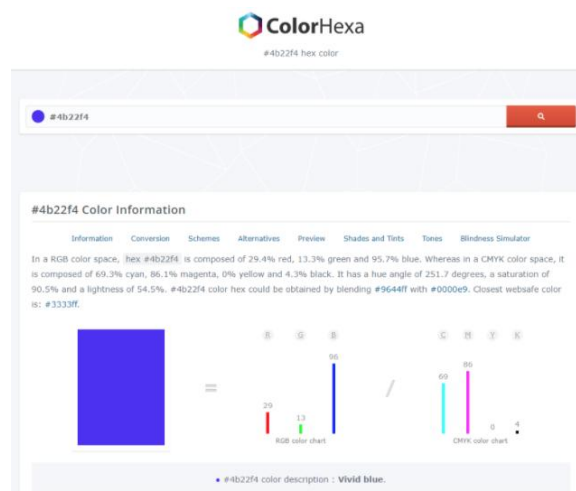 ColorHexa
#4b22f4 hex color
#4b22f4
#4b22f4 Color Information
Information Conversion Schemes Alternatives Preview Shades and Tints Tones Blindness Simulator
In a RGB color space, hex #4b22f4 is composed of 29.4% red, 13.3% green and 95.7% blue. Whereas in a CMYK color space, it
is composed of 69.3% cyan, 86.1% magenta, 0% yellow and 4.3% black. It has a hue angle of 251.7 degrees, a saturation of
90.5% and a lightness of 54.5%. #4b22f4 color hex could be obtained by blending #9644ff with #0000e9. Closest websafe color
is: #3333ff.
R G B C M Y K
96
86
69
29
13
0
4
=
/
RGB color chart CMYK color chart
• #4b22f4 color description : Vivid blue.